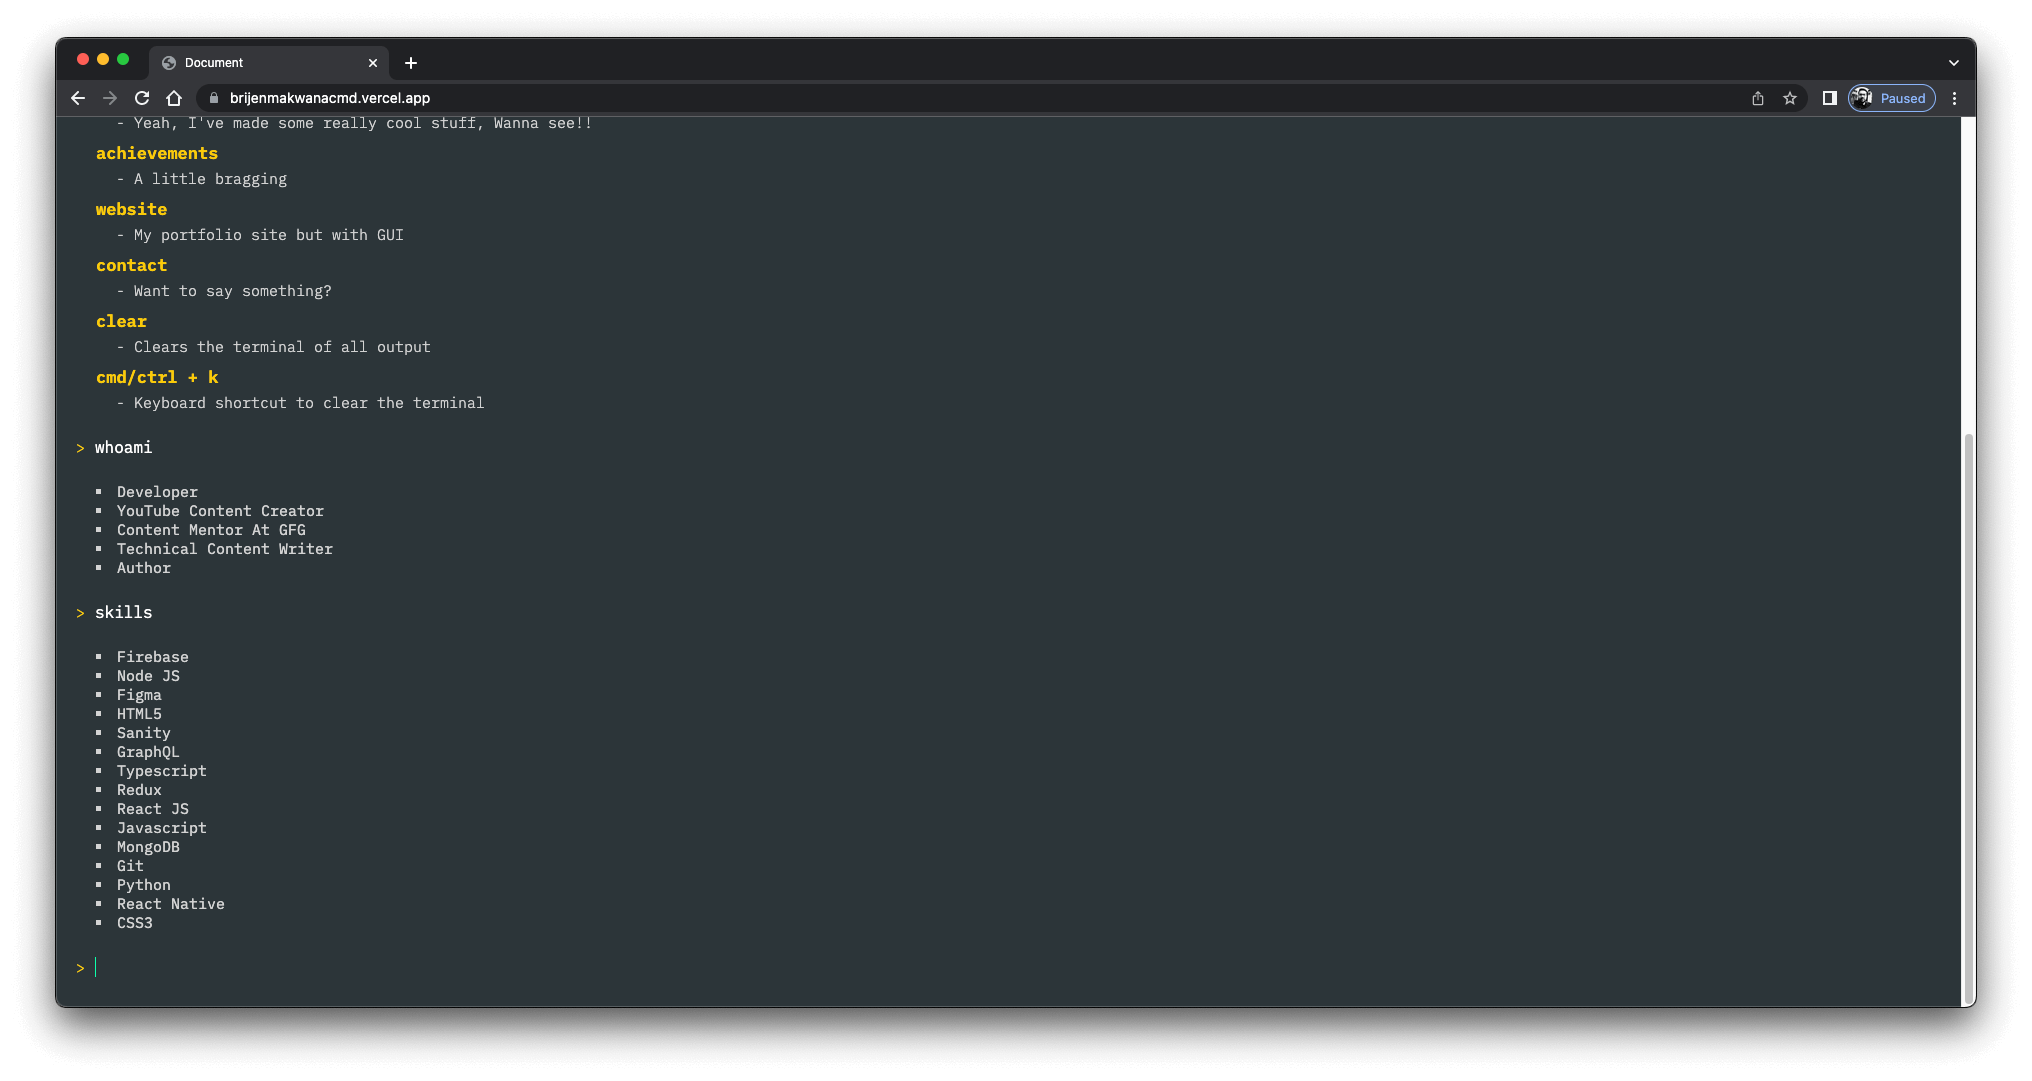 Document
brijenmakwanacmd.vercel.app
Paused
- Yeah, I've made some really cool stuff, Wanna see!!
achievements
- A little bragging
website
- My portfolio site but with GUI
contact
- Want to say something?
clear
- Clears the terminal of all output
cmd/ctrl + k
- Keyboard shortcut to clear the terminal
> whoami
▪ Developer
▪ YouTube Content Creator
▪ Content Mentor At GFG
▪ Technical Content Writer
▪ Author
> skills
▪ Firebase
▪ Node JS
▪ Figma
▪ HTML5
▪ Sanity
▪ GraphQL
▪ Typescript
▪ Redux
▪ React JS
▪ Javascript
▪ MongoDB
▪ Git
▪ Python
▪ React Native
▪ CSS3
>